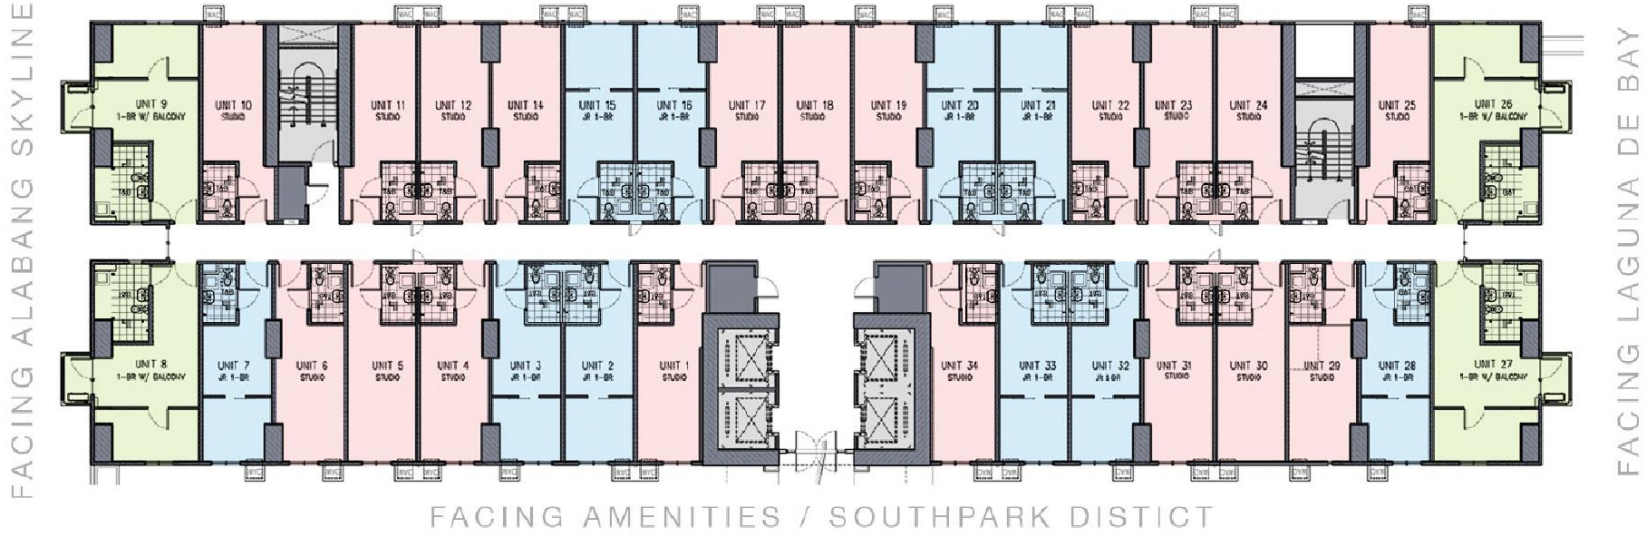 FACING ALABANG SKYLINE
UNIT 9
1-BR W/ BALCONY
UNIT 10
STUDIO
UNIT 11
STUDIO
UNIT 12
STUDIO
UNIT 14
STUDIO
UNIT 15
JR 1-BR
UNIT 16
JR 1-BR
UNIT 17
STUDIO
UNIT 18
STUDIO
UNIT 19
STUDIO
UNIT 20
JR 1-BR
UNIT 21
JR 1-BR
UNIT 22
STUDIO
UNIT 23
STUDIO
UNIT 24
STUDIO
UNIT 25
STUDIO
UNIT 26
1-BR W/ BALCONY
UNIT 8
1-BR W/ BALCONY
UNIT 7
JR 1-BR
UNIT 6
STUDIO
UNIT 5
STUDIO
UNIT 4
STUDIO
UNIT 3
JR 1-BR
UNIT 2
JR 1-BR
UNIT 1
STUDIO
UNIT 34
STUDIO
UNIT 33
JR 1-BR
UNIT 32
JR 1-BR
UNIT 31
STUDIO
UNIT 30
STUDIO
UNIT 29
STUDIO
UNIT 28
JR 1-BR
UNIT 27
1-BR W/ BALCONY
FACING LAGUNA DE BAY
FACING AMENITIES / SOUTHPARK DISTICT